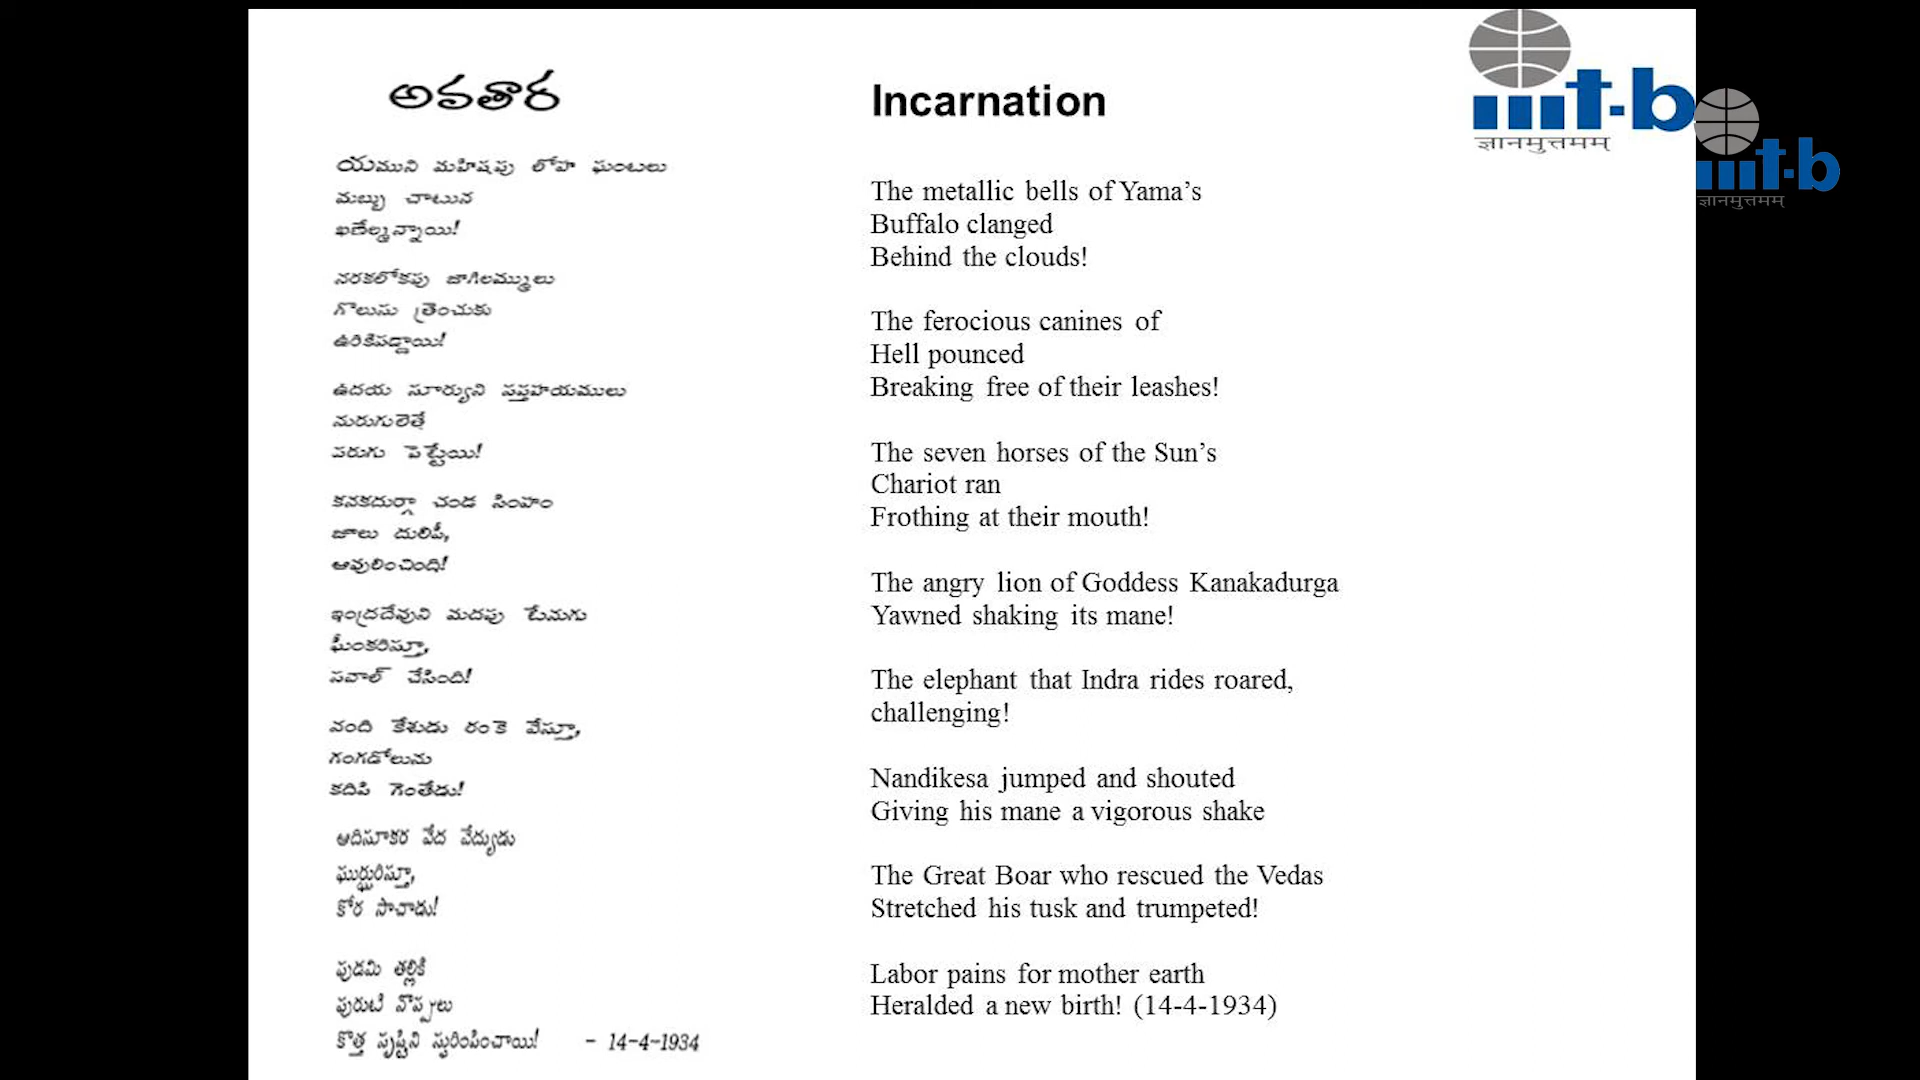 అవతార
యముని మహిషపు లోహ ఘంటలు
మబ్బు చాటున
ఖణేల్మన్నాయి!
నరకలోకపు జాగిలమ్ములు
గొలుసు త్రెంచుకు
ఉరికిపడ్డాయి!
ఉదయ సూర్యుని సప్తహయములు
నురుగులెత్తే
పరుగు పెట్టేయి!
కనకదుర్గా చండ సింహం
జూలు దులిపీ,
ఆవులించింది!
ఇంద్రదేవుని మదపు టేనుగు
ఘీంకరిస్తూ,
సవాల్ చేసింది!
నంది కేశుడు రంకె వేస్తూ,
గంగడోలును
కదిపి గెంతేడు!
ఆదిసూకర వేద వేద్యుడు
ఘుర్ఘురిస్తూ,
కోర సాచాడు!
పుడమి తల్లికి
పురుటి నొప్పులు
కొత్త సృష్టిని స్ఫురింపించాయి! – 14-4-1934
Incarnation
The metallic bells of Yama’s
Buffalo clanged
Behind the clouds!
The ferocious canines of
Hell pounced
Breaking free of their leashes!
The seven horses of the Sun’s
Chariot ran
Frothing at their mouth!
The angry lion of Goddess Kanakadurga
Yawned shaking its mane!
The elephant that Indra rides roared,
challenging!
Nandikesa jumped and shouted
Giving his mane a vigorous shake
The Great Boar who rescued the Vedas
Stretched his tusk and trumpeted!
Labor pains for mother earth
Heralded a new birth! (14-4-1934)
iiit-b
ज्ञानमुत्तमम्
iiit-b
ज्ञानमुत्तमम्